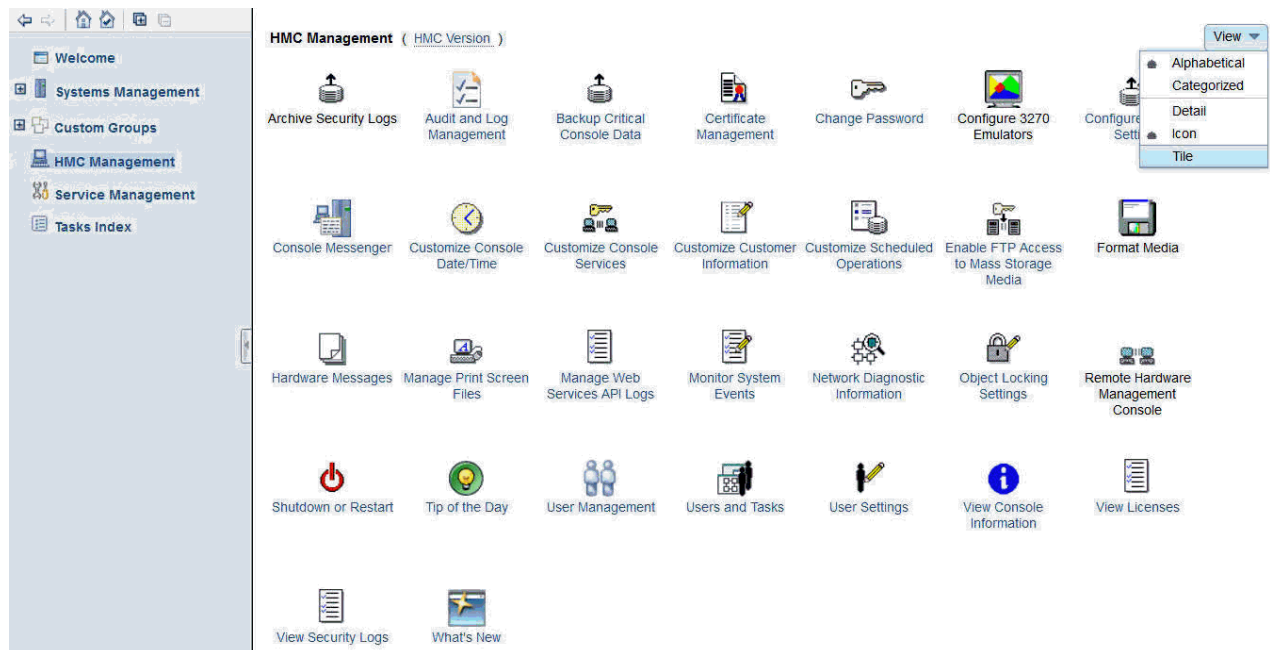 HMC Management ( HMC Version )
View
Welcome
Systems Management
Custom Groups
HMC Management
Service Management
Tasks Index
Alphabetical
Categorized
Detail
Icon
Tile
Archive Security Logs
Audit and Log
Management
Backup Critical
Console Data
Certificate
Management
Change Password
Configure 3270
Emulators
Configure
Console Messenger
Customize Console
Date/Time
Customize Console
Services
Customize Customer
Information
Customize Scheduled
Operations
Enable FTP Access
to Mass Storage
Media
Format Media
Hardware Messages
Manage Print Screen
Files
Manage Web
Services API Logs
Monitor System
Events
Network Diagnostic
Information
Object Locking
Settings
Remote Hardware
Management
Console
Shutdown or Restart
Tip of the Day
User Management
Users and Tasks
User Settings
View Console
Information
View Licenses
View Security Logs
What's New